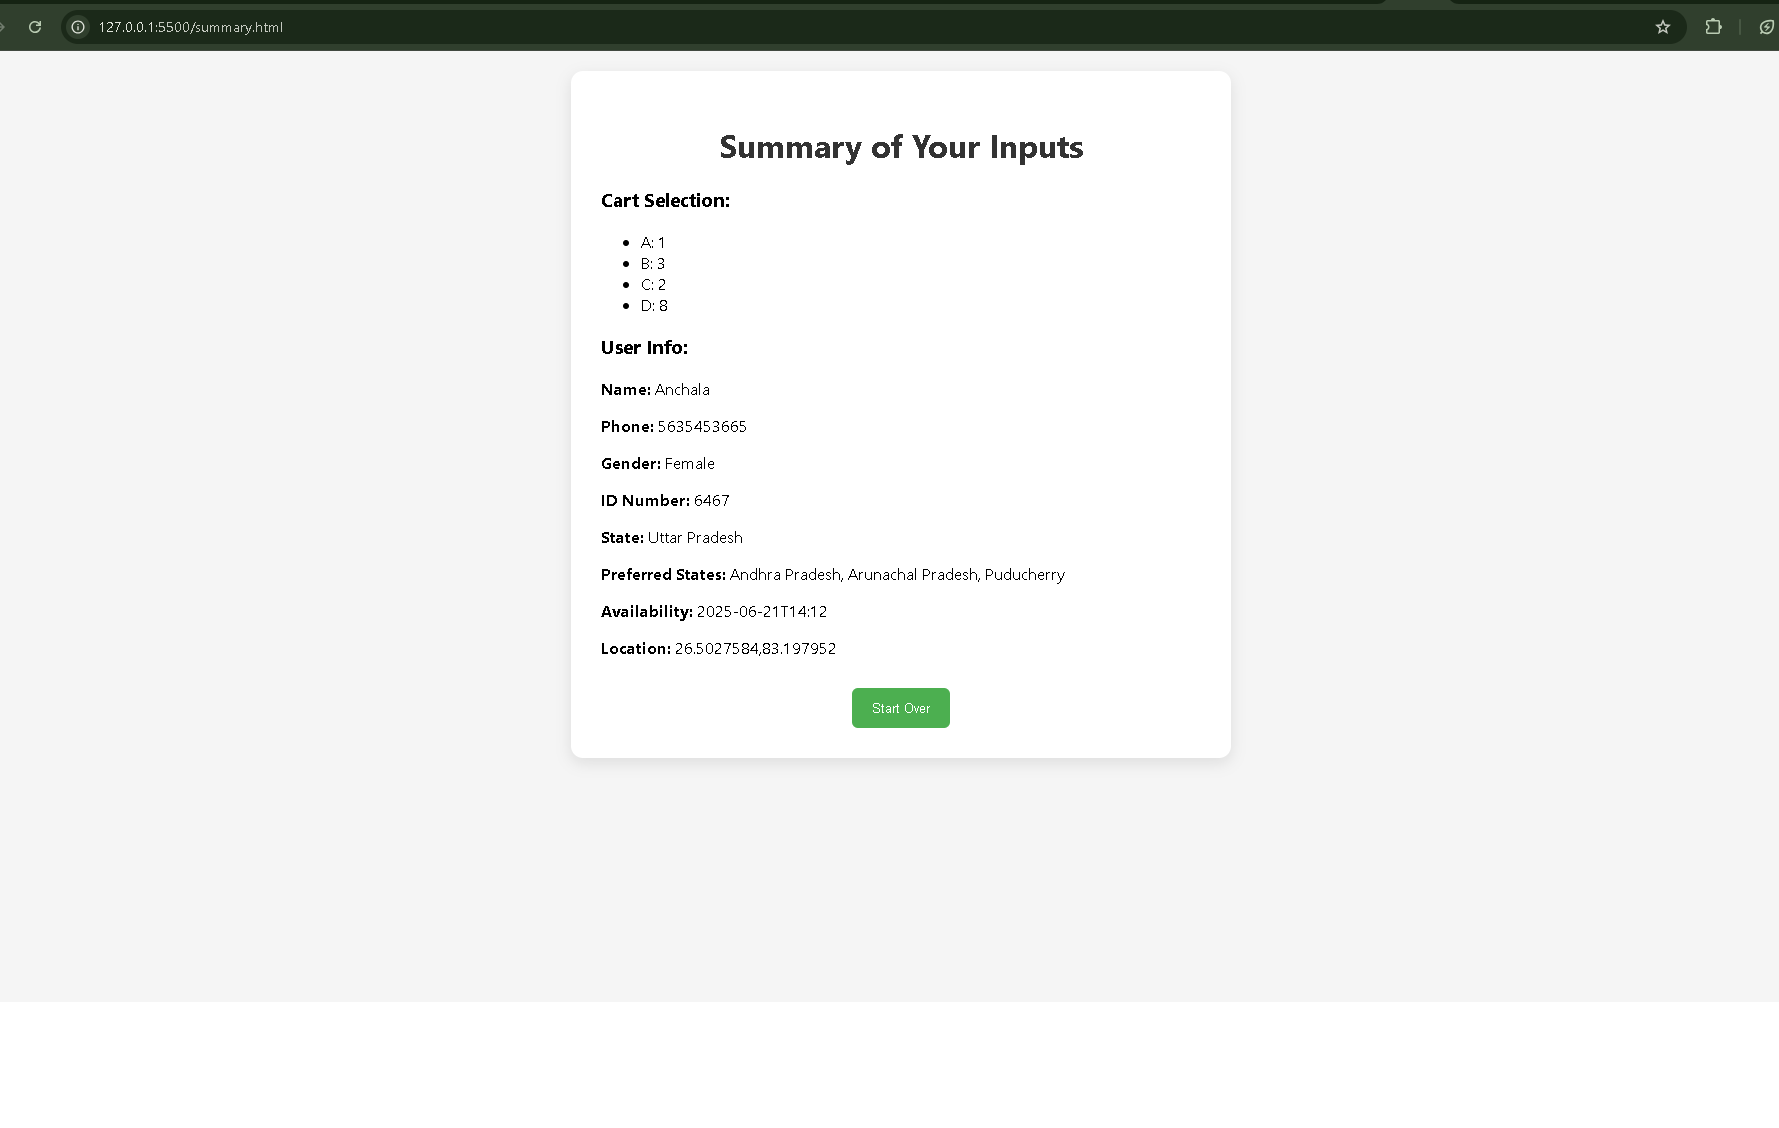 127.0.0.1:5500/summary.html
Summary of Your Inputs
Cart Selection:
A: 1
B: 3
C: 2
D: 8
User Info:
Name: Anchala
Phone: 5635453665
Gender: Female
ID Number: 6467
State: Uttar Pradesh
Preferred States: Andhra Pradesh, Arunachal Pradesh, Puducherry
Availability: 2025-06-21T14:12
Location: 26.5027584,83.197952
Start Over